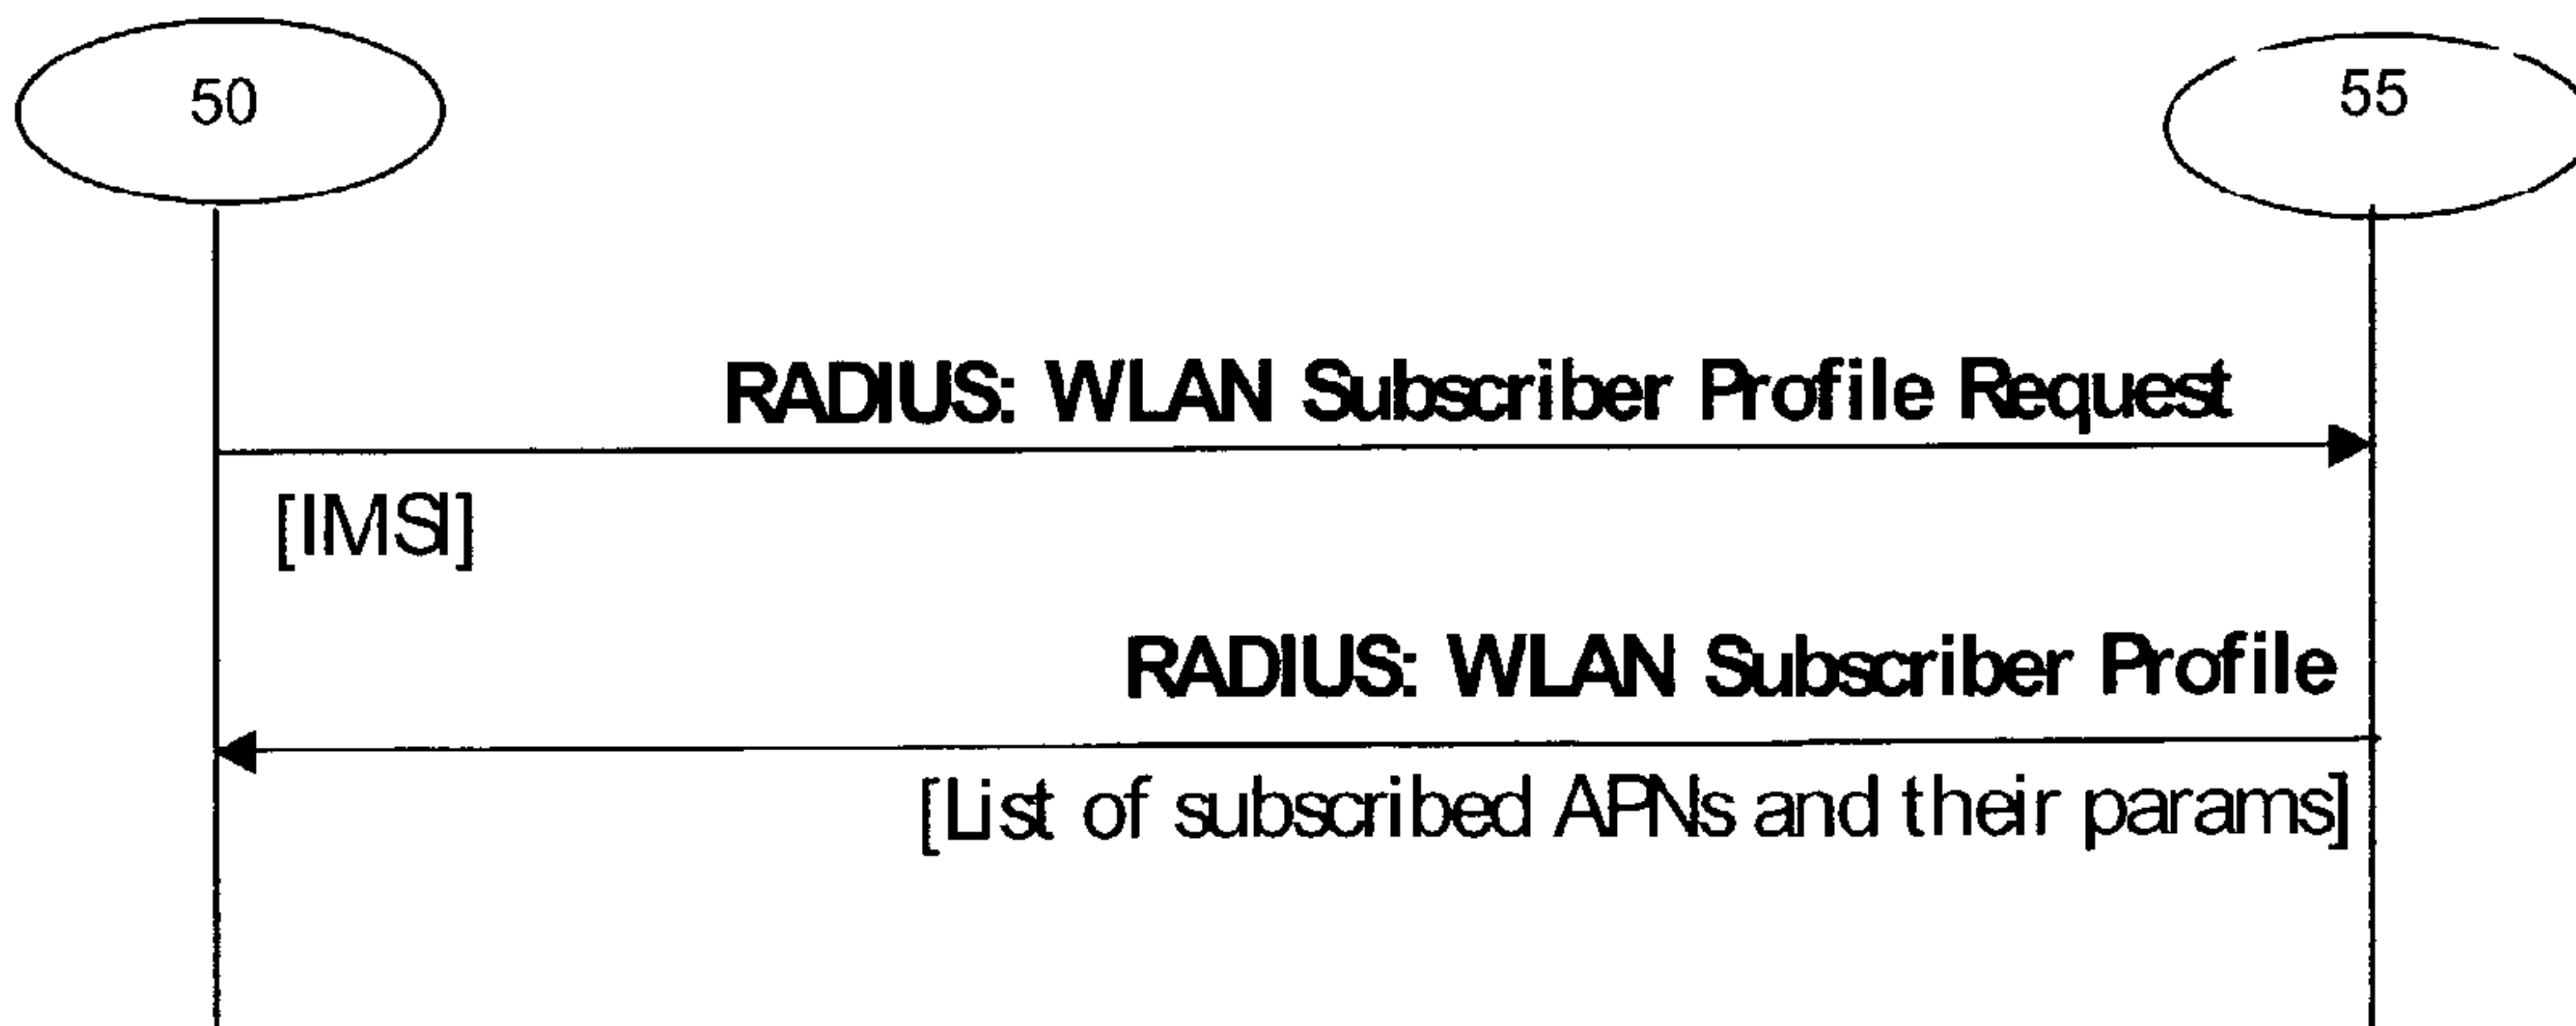 50
55
RADIUS: WLAN Subscriber Profile Request
[IMSI]
RADIUS: WLAN Subscriber Profile
[List of subscribed APNs and their params]